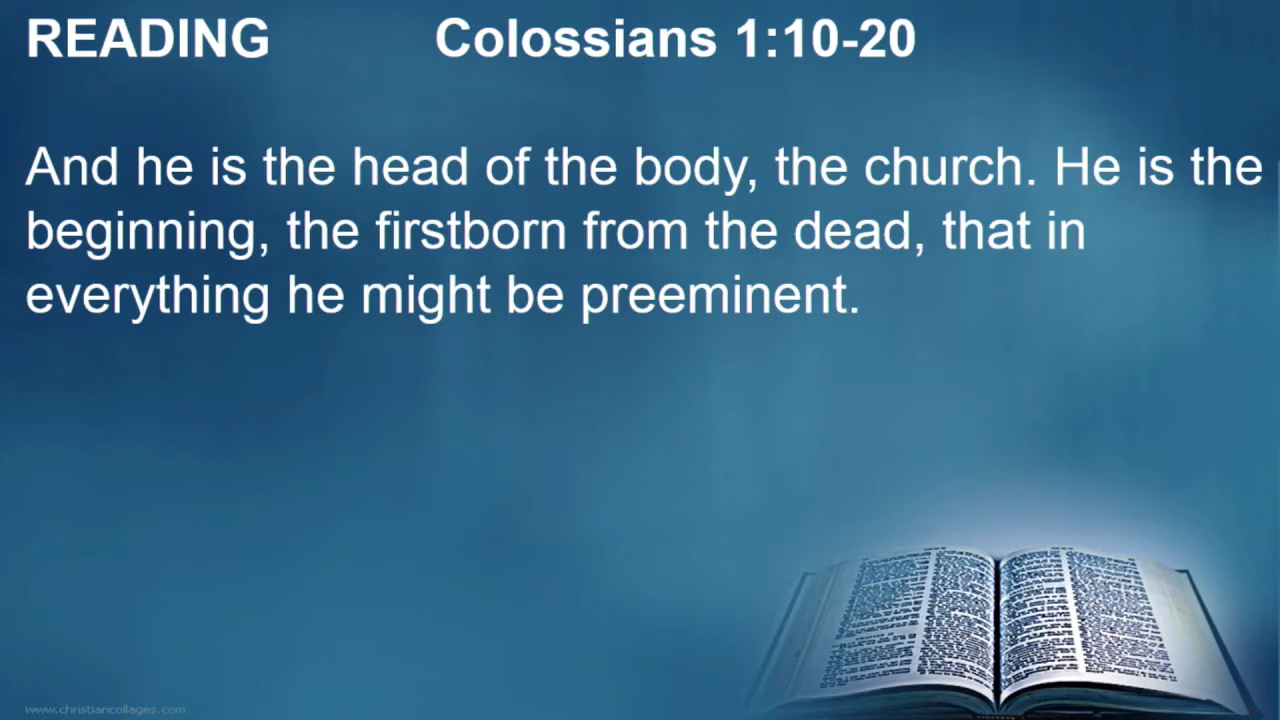 READING Colossians 1:10-20
And he is the head of the body, the church. He is the
beginning, the firstborn from the dead, that in
everything he might be preeminent.
www.christiancollages.com